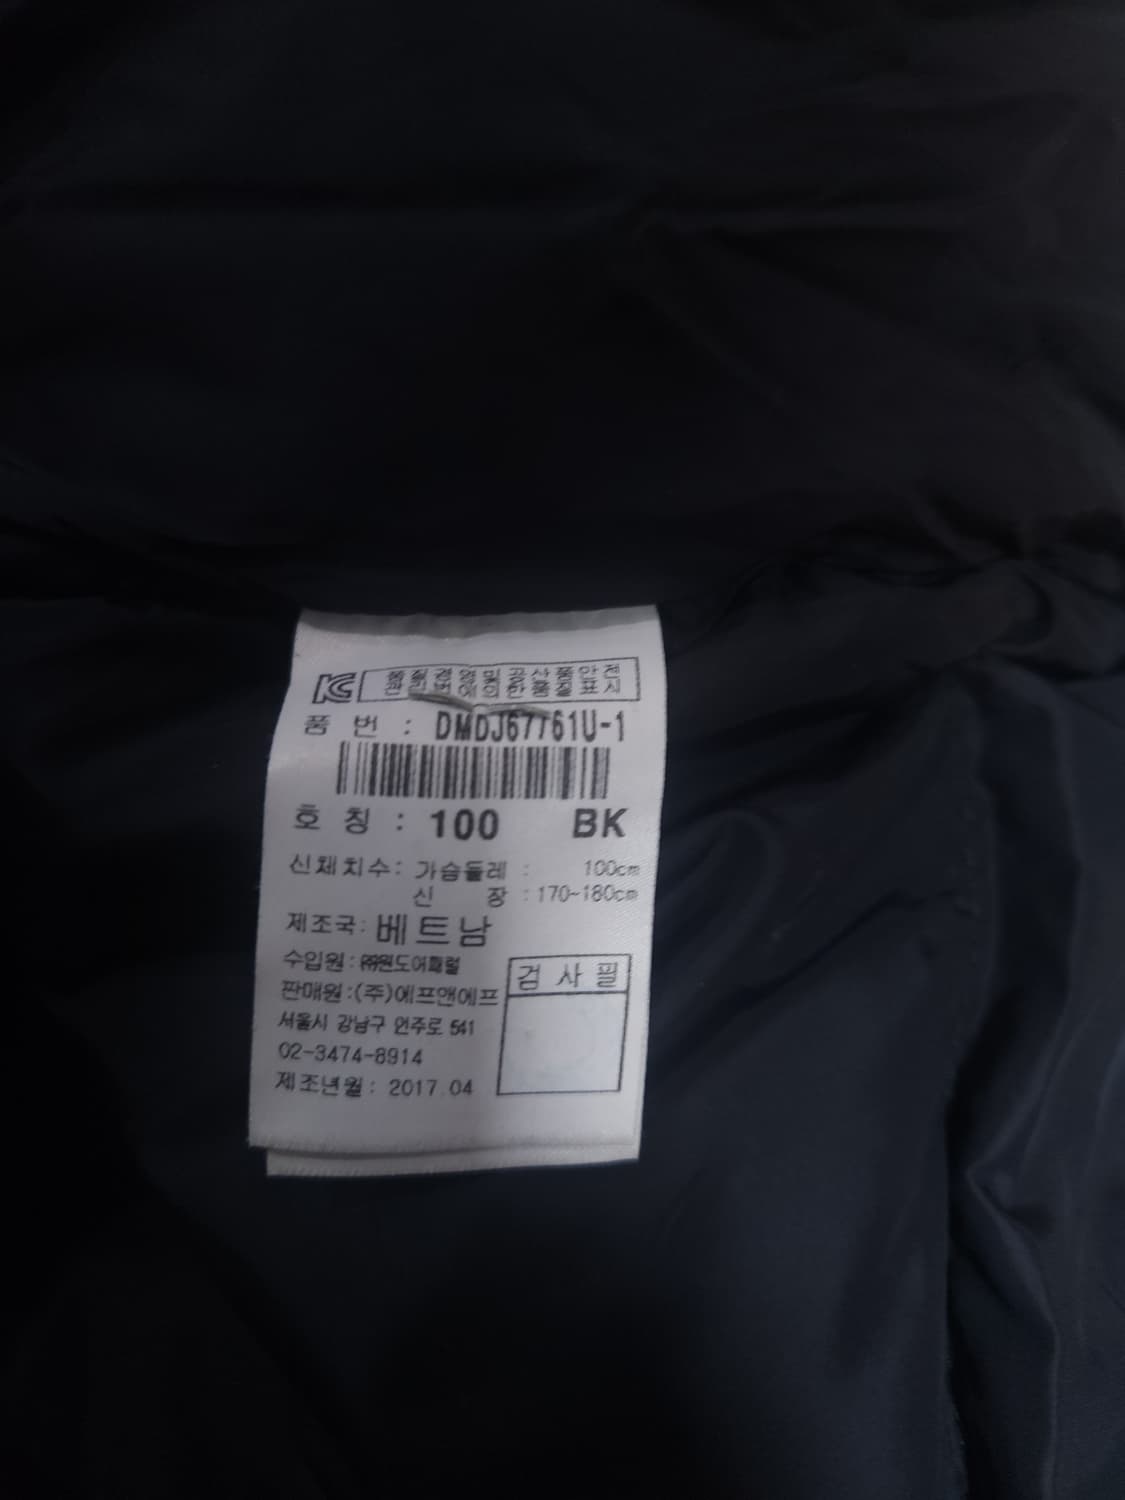 품 번 : DMDJ67761U-1
호 칭 : 100 BK
신체치수 : 가슴둘레 : 100cm
신 장 : 170~180cm
제조국 : 베트남
수입원 : ㈜원도어패럴
검 사 필
판매원 : (주)에프앤에프
서울시 강남구 언주로 541
02-3474-8914
제조년월 : 2017.04